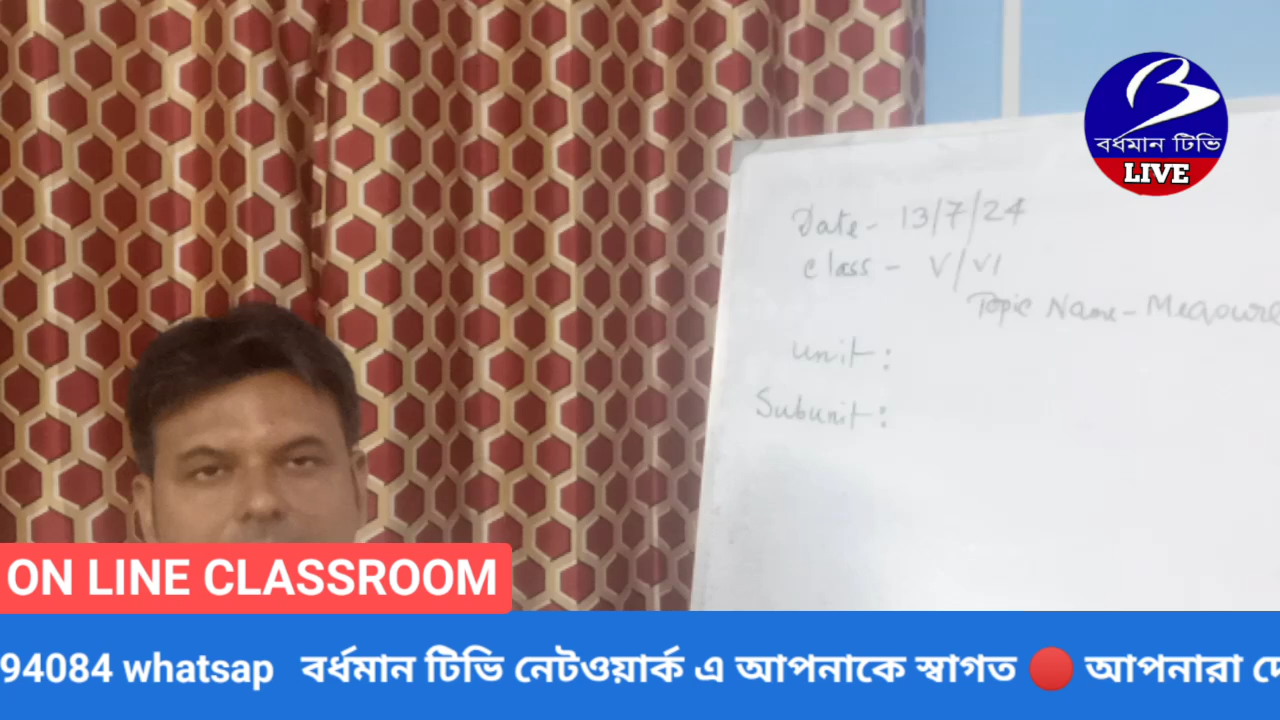 বর্ধমান টিভি
LIVE
Date - 13/7/24
Class - V/VI
Topic Name -
Unit :
Subunit :
ON LINE CLASSROOM
94084 whatsap বর্ধমান টিভি নেটওয়ার্ক এ আপনাকে স্বাগত 🔴 আপনারা